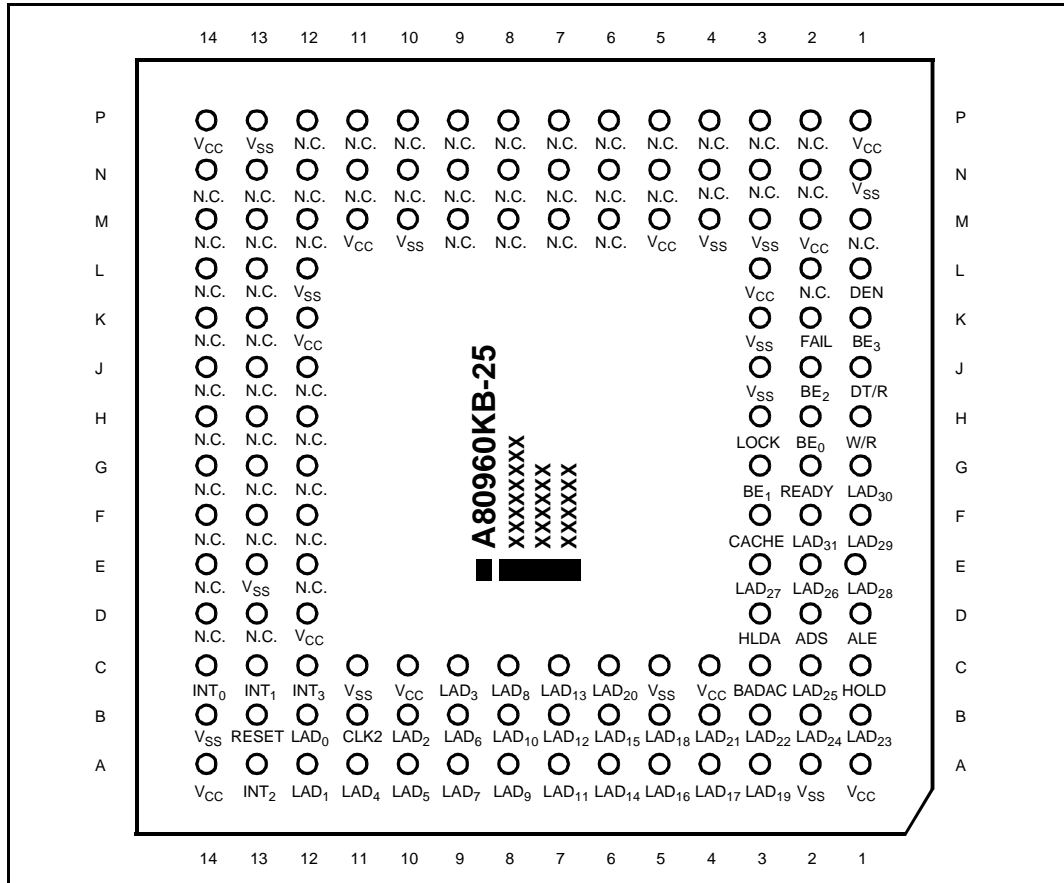 14 13 12 11 10 9 8 7 6 5 4 3 2 1
P P
VCC VSS N.C. N.C. N.C. N.C. N.C. N.C. N.C. N.C. N.C. N.C. N.C. VCC
N N
N.C. N.C. N.C. N.C. N.C. N.C. N.C. N.C. N.C. N.C. N.C. N.C. N.C. VSS
M M
N.C. N.C. N.C. VCC VSS N.C. N.C. N.C. N.C. VCC VSS VSS VCC N.C.
L L
N.C. N.C. VSS VCC N.C. DEN
K K
N.C. N.C. VCC VSS FAIL BE3
J J
N.C. N.C. N.C. VSS BE2 DT/R
H H
N.C. N.C. N.C. LOCK BE0 W/R
G G
N.C. N.C. N.C. BE1 READY LAD30
F F
N.C. N.C. N.C. CACHE LAD31 LAD29
E E
N.C. VSS N.C. LAD27 LAD26 LAD28
D D
N.C. N.C. VCC HLDA ADS ALE
C C
INT0 INT1 INT3 VSS VCC LAD3 LAD8 LAD13 LAD20 VSS VCC BADAC LAD25 HOLD
B B
VSS RESET LAD0 CLK2 LAD2 LAD6 LAD10 LAD12 LAD15 LAD18 LAD21 LAD22 LAD24 LAD23
A A
VCC INT2 LAD1 LAD4 LAD5 LAD7 LAD9 LAD11 LAD14 LAD16 LAD17 LAD19 VSS VCC
14 13 12 11 10 9 8 7 6 5 4 3 2 1
A80960KB-25
XXXXXXXX
XXXXX
XXXXXX